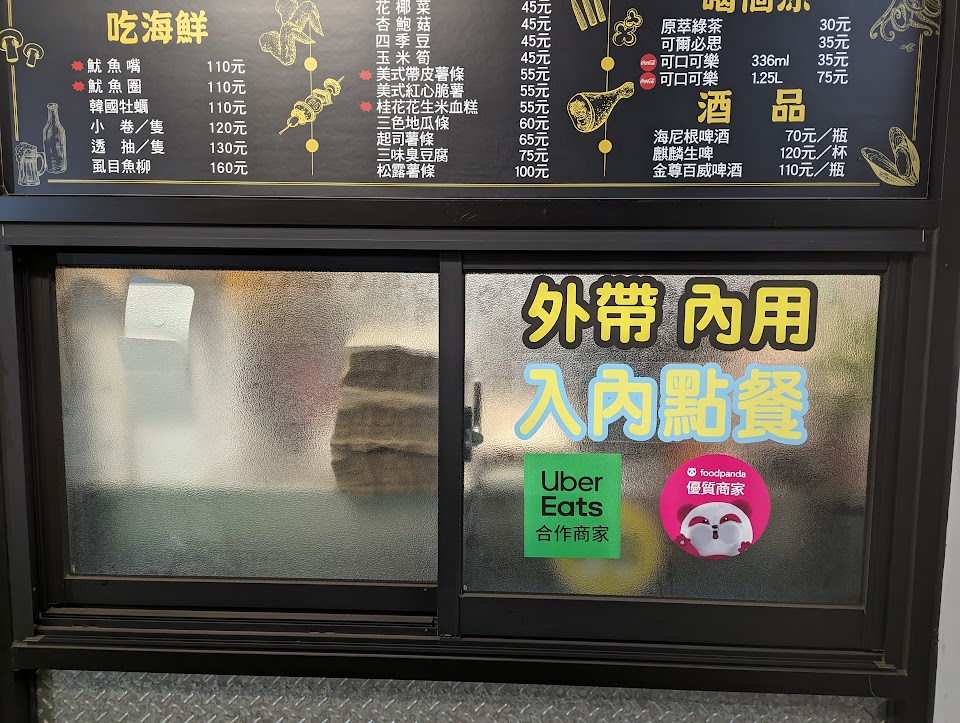 吃海鮮
魷魚嘴 110元
魷魚圈 110元
韓國牡蠣 110元
小 卷／隻 120元
透 抽／隻 130元
虱目魚柳 160元
花椰菜 45元
杏鮑菇 45元
四季豆 45元
玉米筍 45元
美式帶皮薯條 55元
美式紅心脆薯 55元
桂花花生米血糕 55元
三色地瓜條 60元
起司薯條 65元
三味臭豆腐 75元
松露薯條 100元
喝個涼
原萃綠茶 30元
可爾必思 35元
可口可樂 336ml 35元
可口可樂 1.25L 75元
酒 品
海尼根啤酒 70元／瓶
麒麟生啤 120元／杯
金尊百威啤酒 110元／瓶
外帶 內用
入內點餐
Uber
Eats
合作商家
foodpanda
優質商家